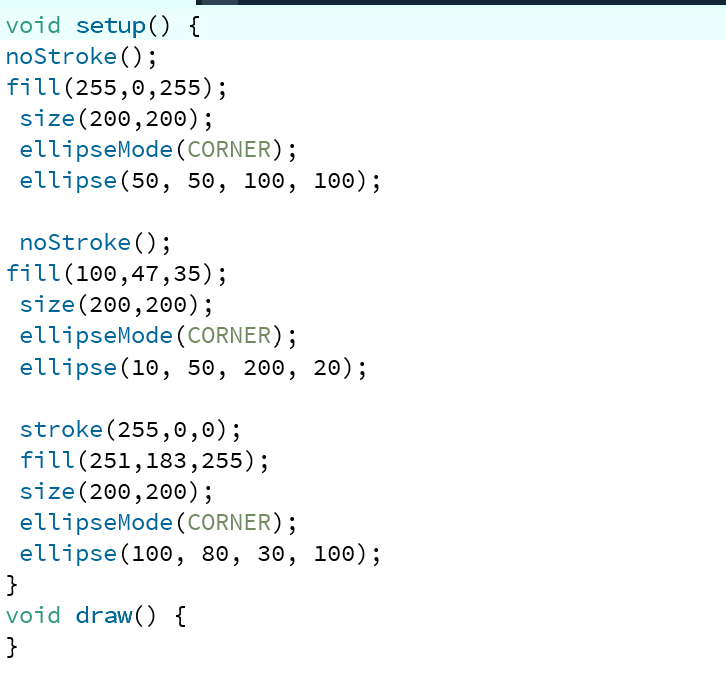 void setup() {
noStroke();
fill(255,0,255);
 size(200,200);
 ellipseMode(CORNER);
 ellipse(50, 50, 100, 100);

 noStroke();
fill(100,47,35);
 size(200,200);
 ellipseMode(CORNER);
 ellipse(10, 50, 200, 20);

 stroke(255,0,0);
 fill(251,183,255);
 size(200,200);
 ellipseMode(CORNER);
 ellipse(100, 80, 30, 100);
}
void draw() {
}